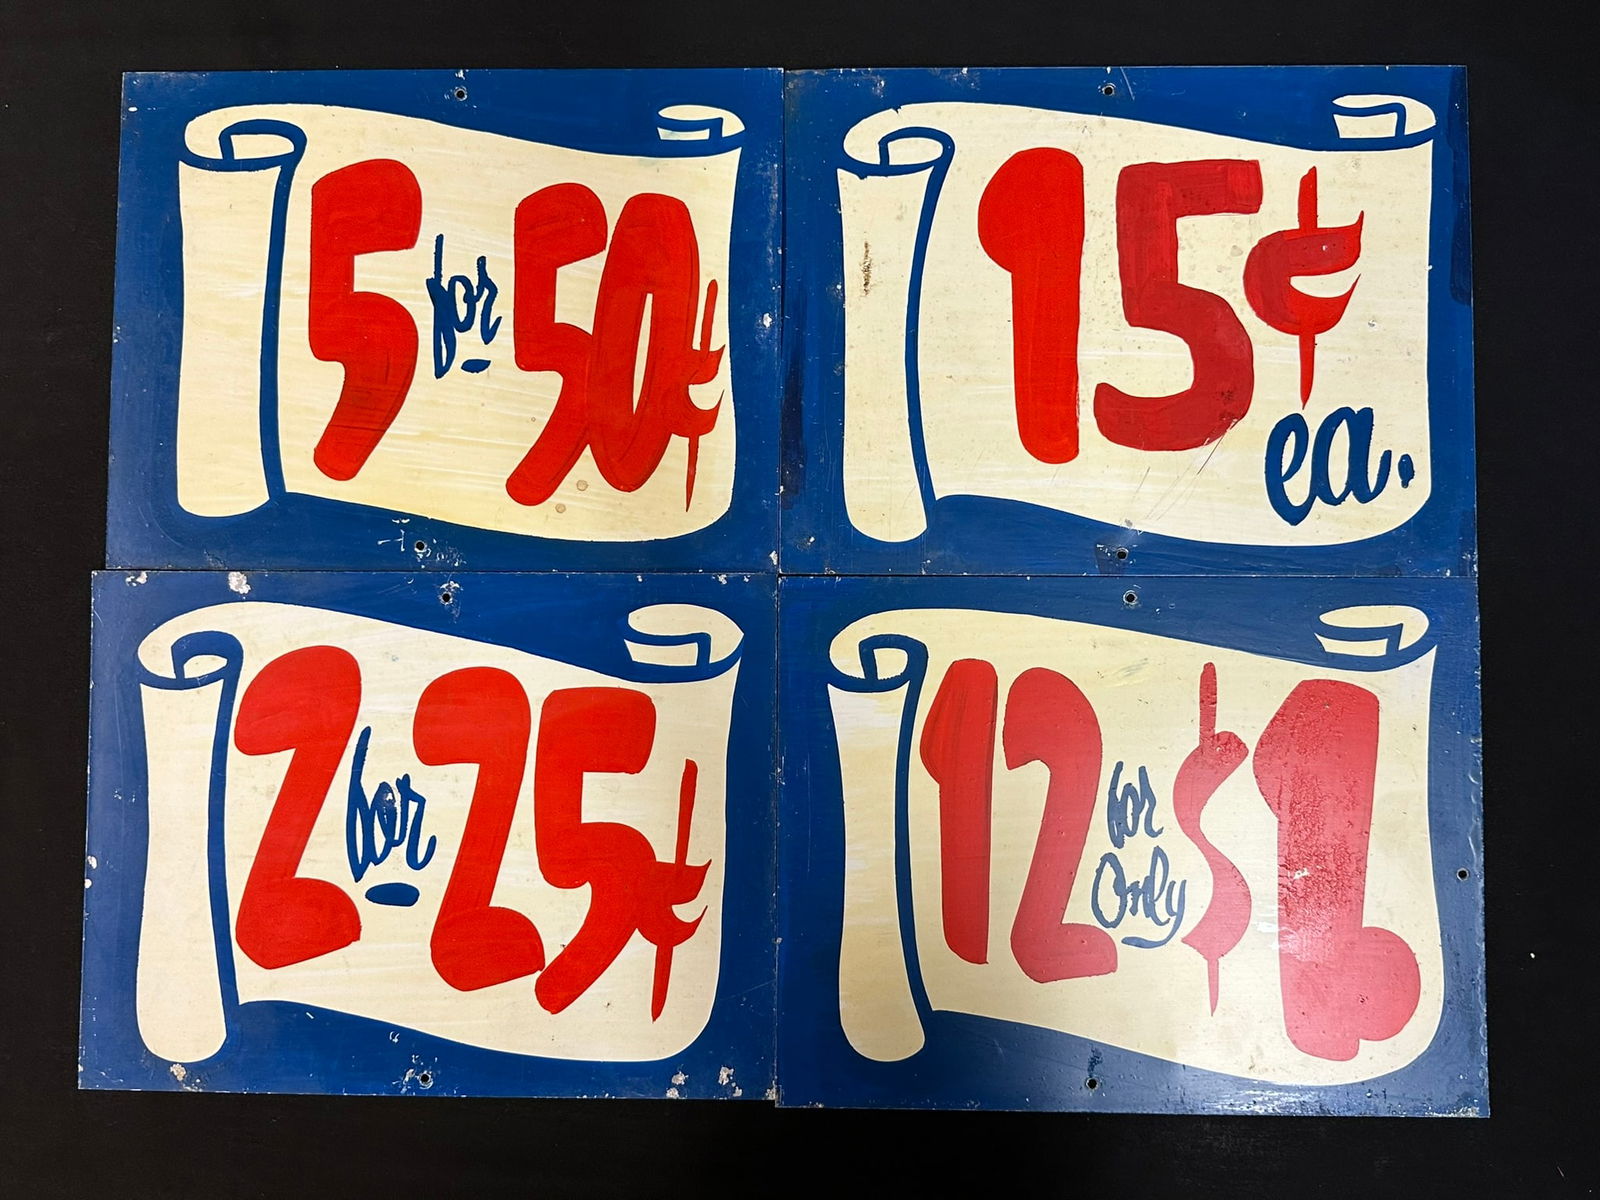 5 for 50¢
15¢
ea.
2 for 25¢
12 for
Only $1.